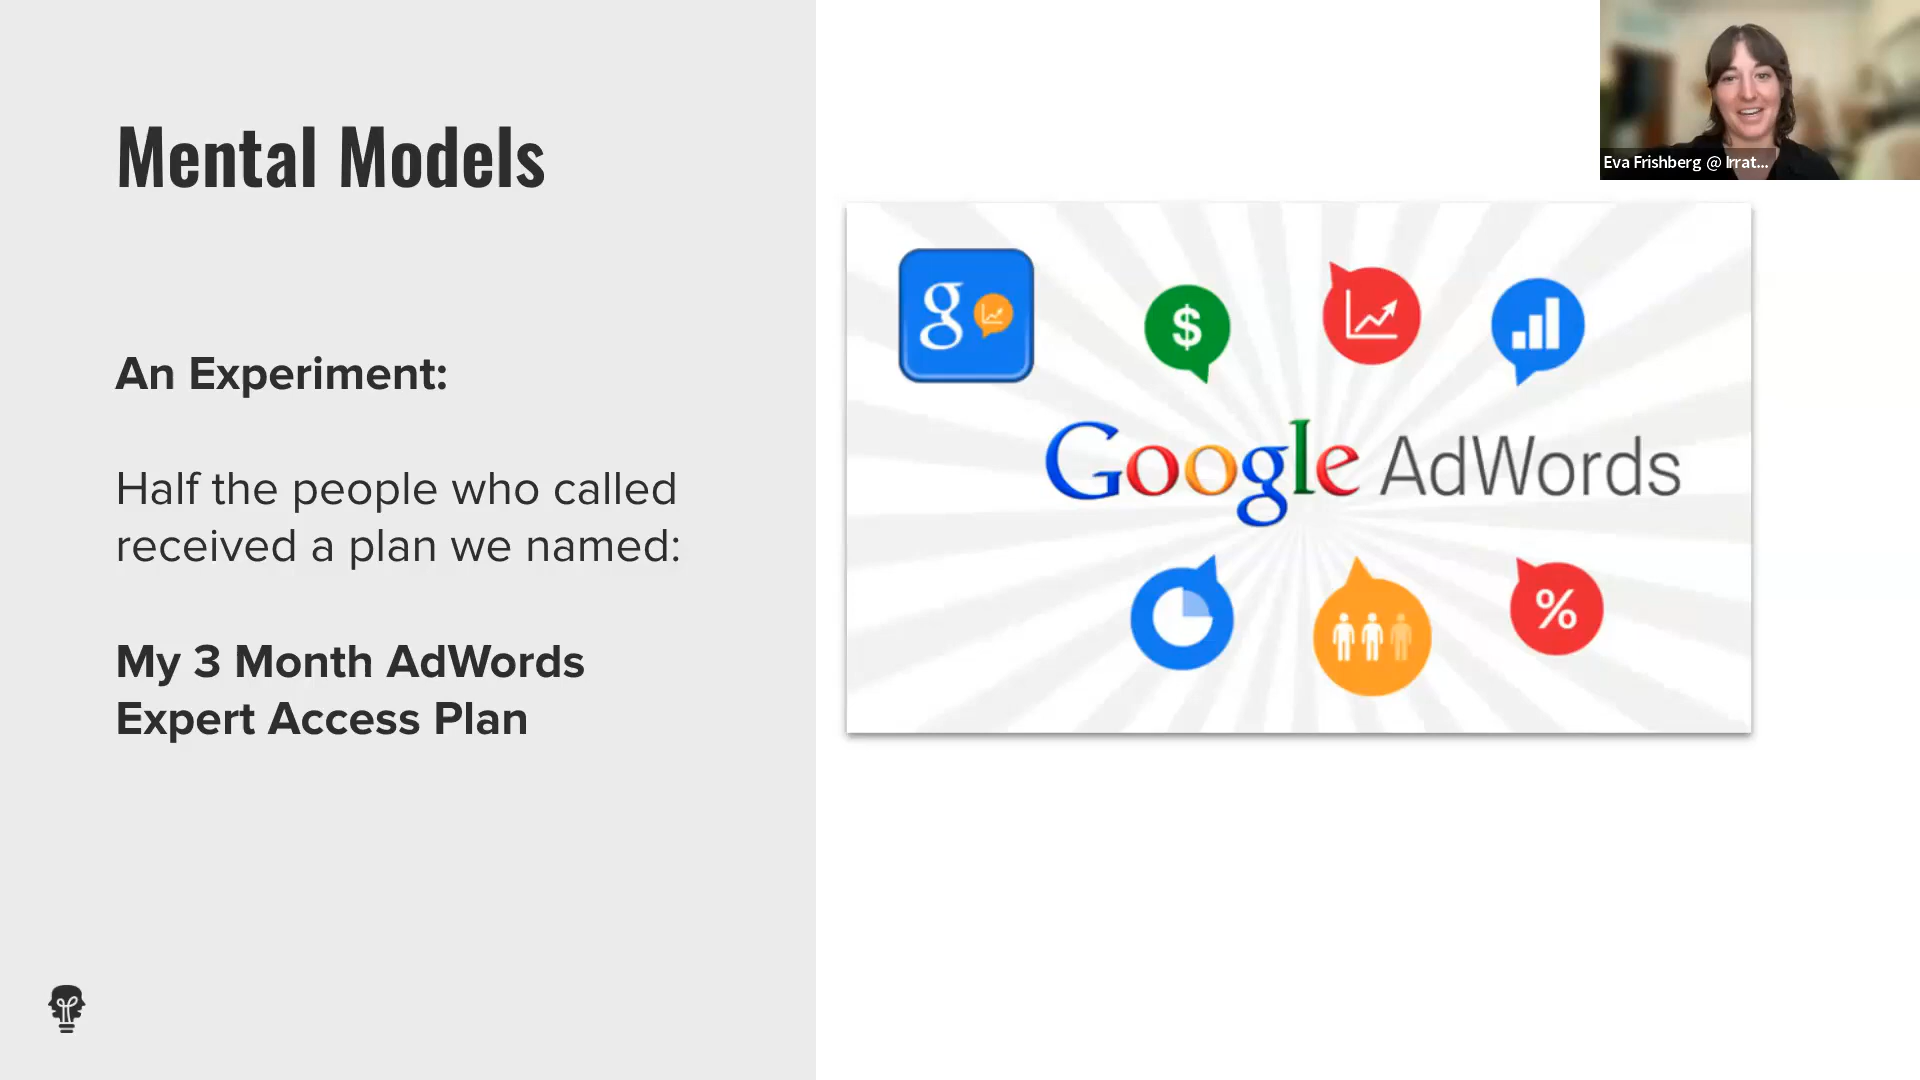 Mental Models
An Experiment:
Half the people who called
received a plan we named:
My 3 Month AdWords
Expert Access Plan
g
$
Google AdWords
%
Eva Frishberg @ Irrat...